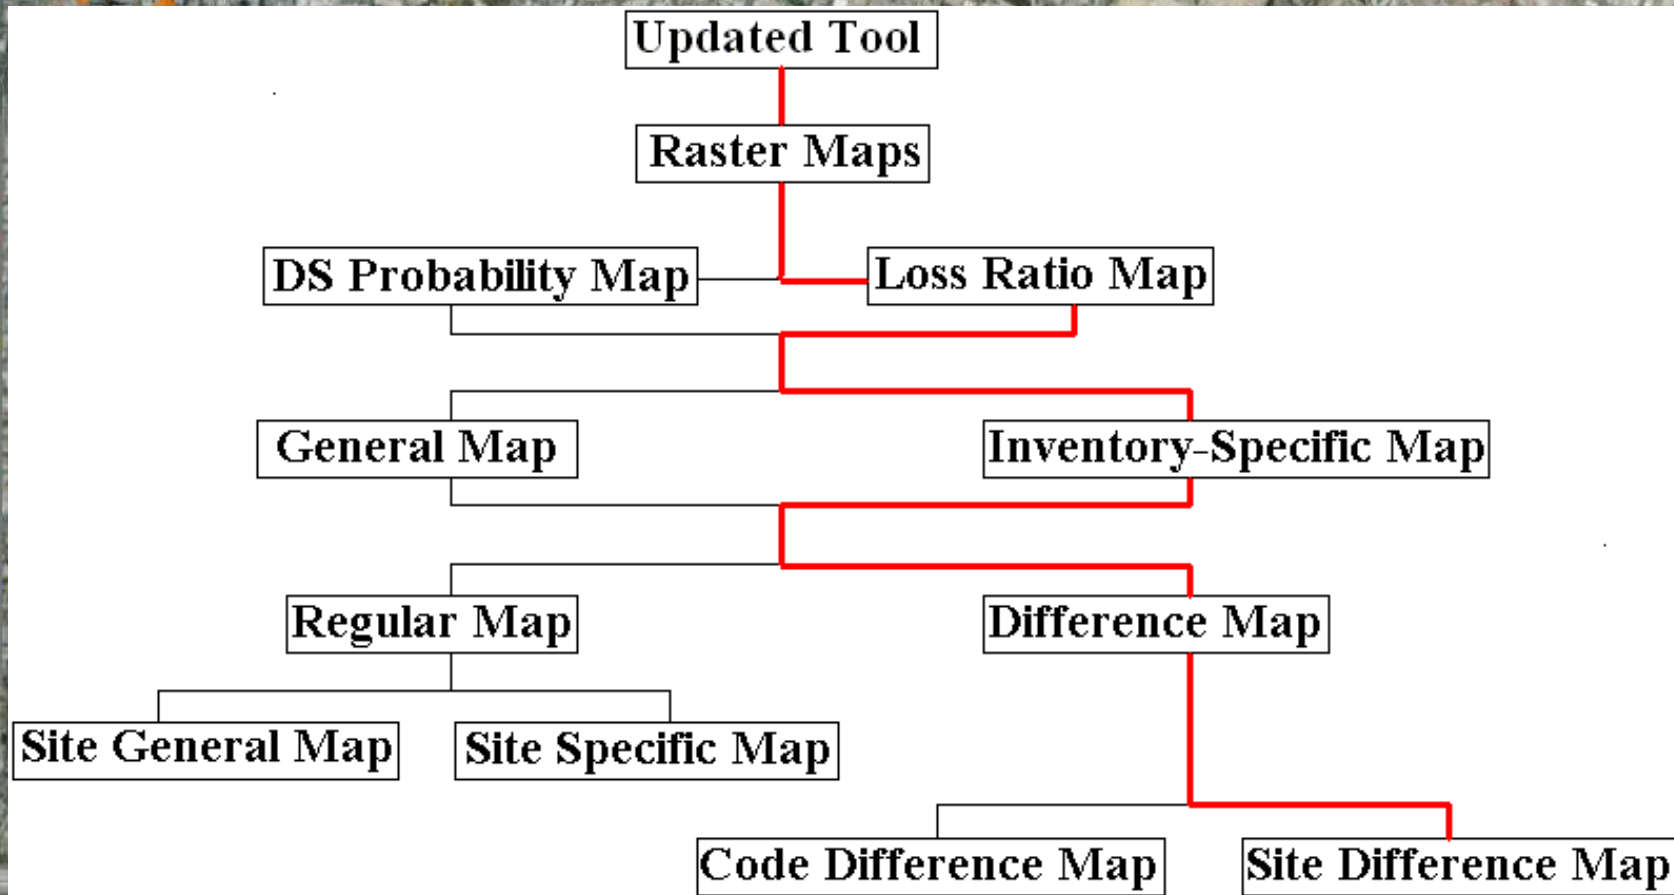 Updated Tool
Raster Maps
DS Probability Map
Loss Ratio Map
General Map
Inventory-Specific Map
Regular Map
Difference Map
Site General Map
Site Specific Map
Code Difference Map
Site Difference Map